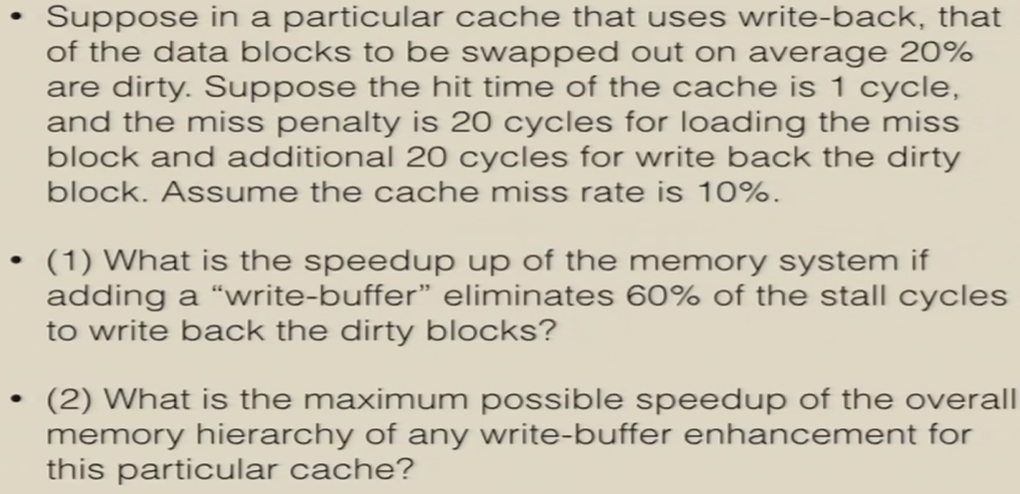 • Suppose in a particular cache that uses write-back, that
of the data blocks to be swapped out on average 20%
are dirty. Suppose the hit time of the cache is 1 cycle,
and the miss penalty is 20 cycles for loading the miss
block and additional 20 cycles for write back the dirty
block. Assume the cache miss rate is 10%.
• (1) What is the speedup up of the memory system if
adding a “write-buffer” eliminates 60% of the stall cycles
to write back the dirty blocks?
• (2) What is the maximum possible speedup of the overall
memory hierarchy of any write-buffer enhancement for
this particular cache?